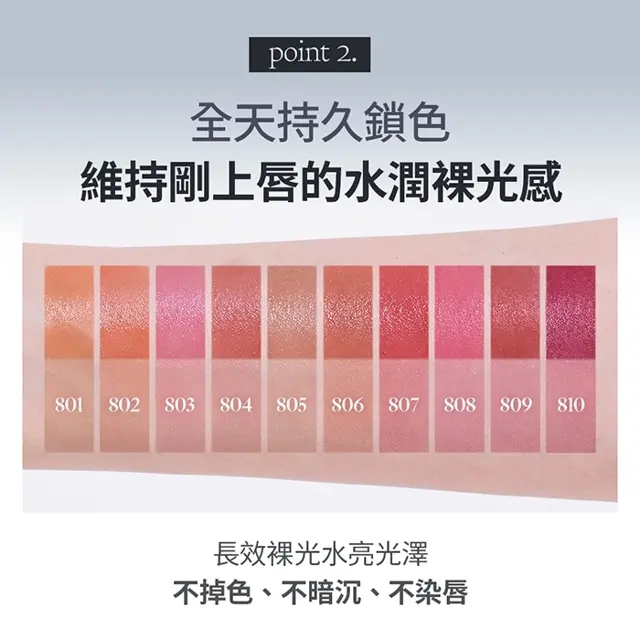 point 2.
全天持久鎖色
維持剛上唇的水潤裸光感
801 802 803 804 805 806 807 808 809 810
長效裸光水亮光澤
不掉色、不暗沉、不染唇